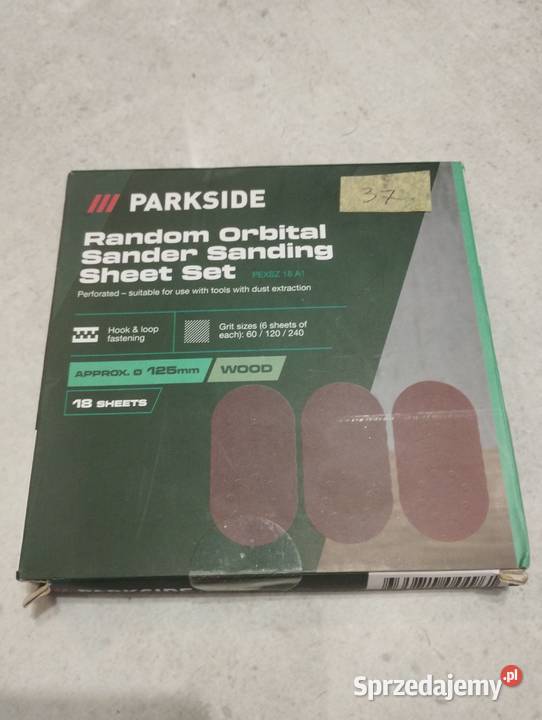 PARKSIDE
37
Random Orbital
Sander Sanding
Sheet Set PEXSZ 18 A1
Perforated – suitable for use with tools with dust extraction
Hook & loop
fastening
Grit sizes (6 sheets of
each): 60 / 120 / 240
APPROX. ø 125mm
WOOD
18 SHEETS
PARKSIDE
Sprzedajemy.pl